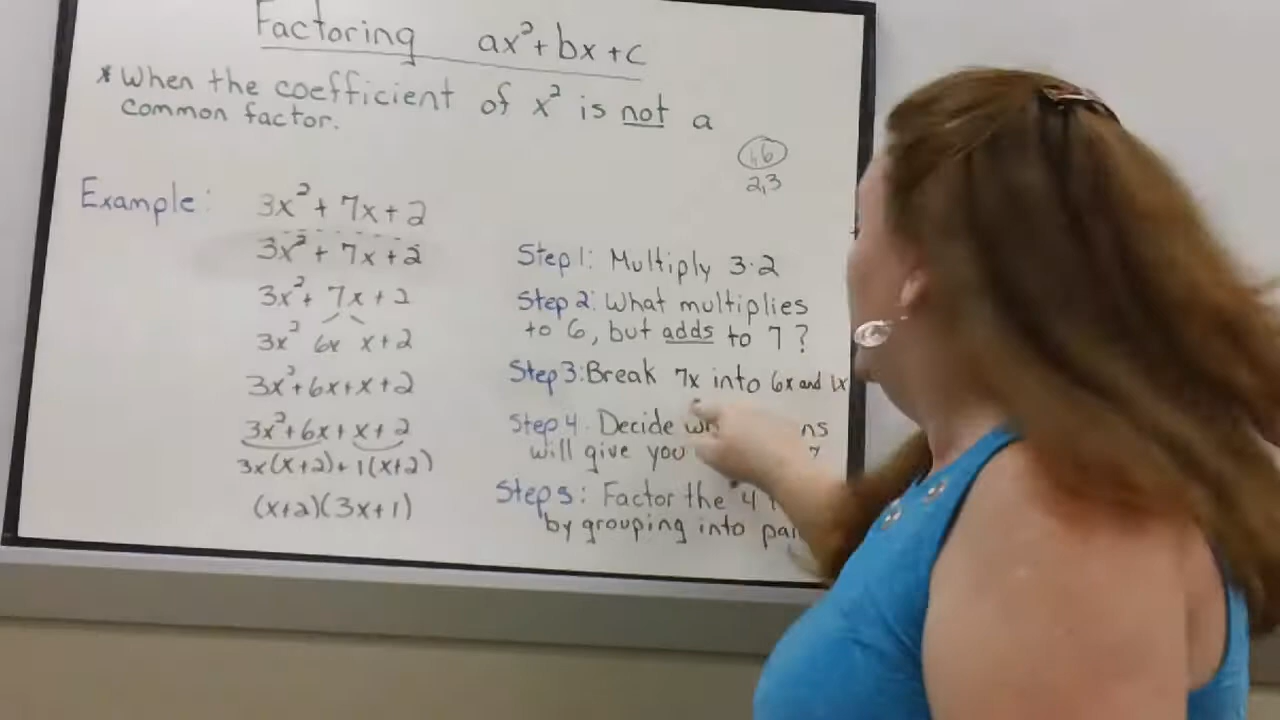 Factoring ax²+bx+c
*When the coefficient of x² is not a
common factor.
1,6
2,3
Example: 3x²+7x+2
3x²+7x+2
3x²+7x+2
3x² 6x x+2
3x²+6x+x+2
3x²+6x+x+2
3x(x+2)+1(x+2)
(x+2)(3x+1)
Step 1: Multiply 3·2
Step 2: What multiplies
to 6, but adds to 7?
Step 3: Break 7x into 6x and 1x
Step 4. Decide
will give you
Step 5: Factor the 4
by grouping into